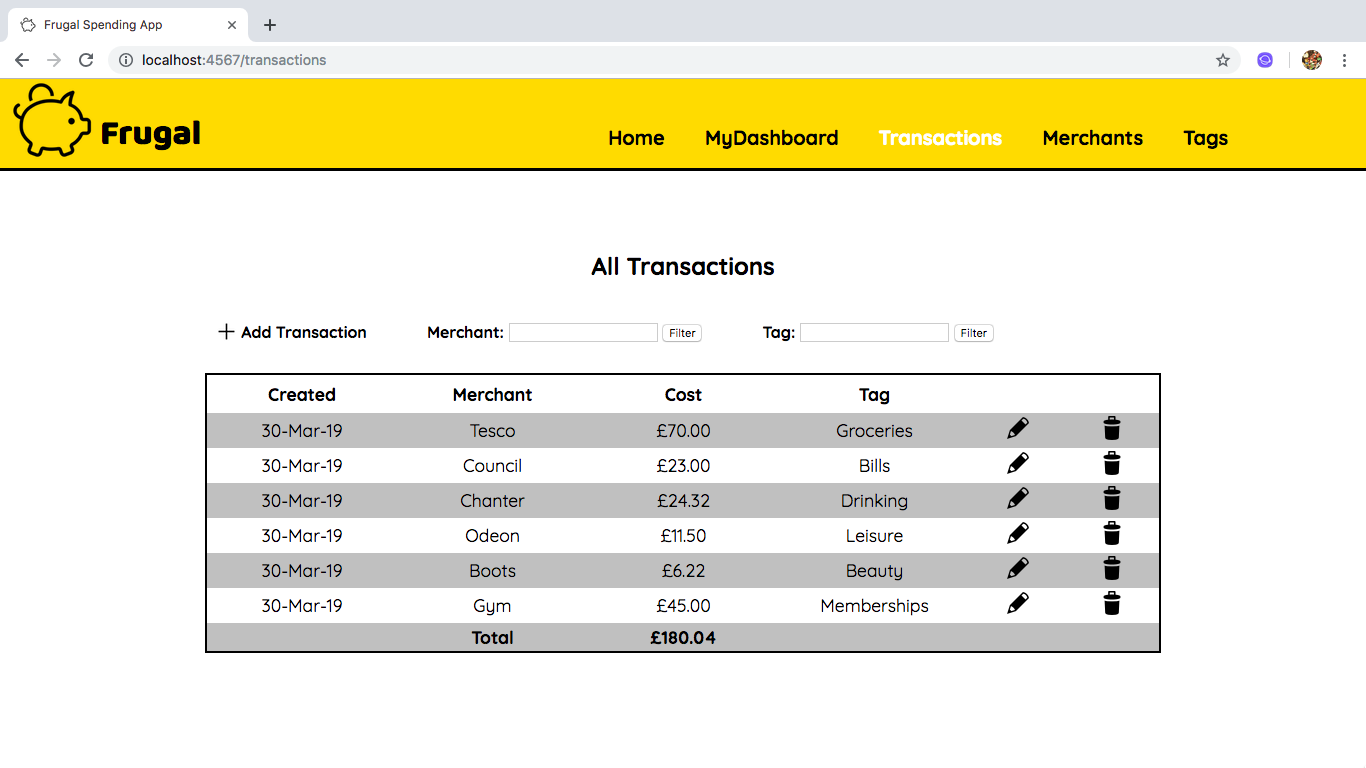 Frugal Spending App
localhost:4567/transactions
Frugal
Home MyDashboard Transactions Merchants Tags
All Transactions
Add Transaction Merchant: Filter Tag: Filter
Created Merchant Cost Tag
30-Mar-19 Tesco £70.00 Groceries
30-Mar-19 Council £23.00 Bills
30-Mar-19 Chanter £24.32 Drinking
30-Mar-19 Odeon £11.50 Leisure
30-Mar-19 Boots £6.22 Beauty
30-Mar-19 Gym £45.00 Memberships
Total £180.04